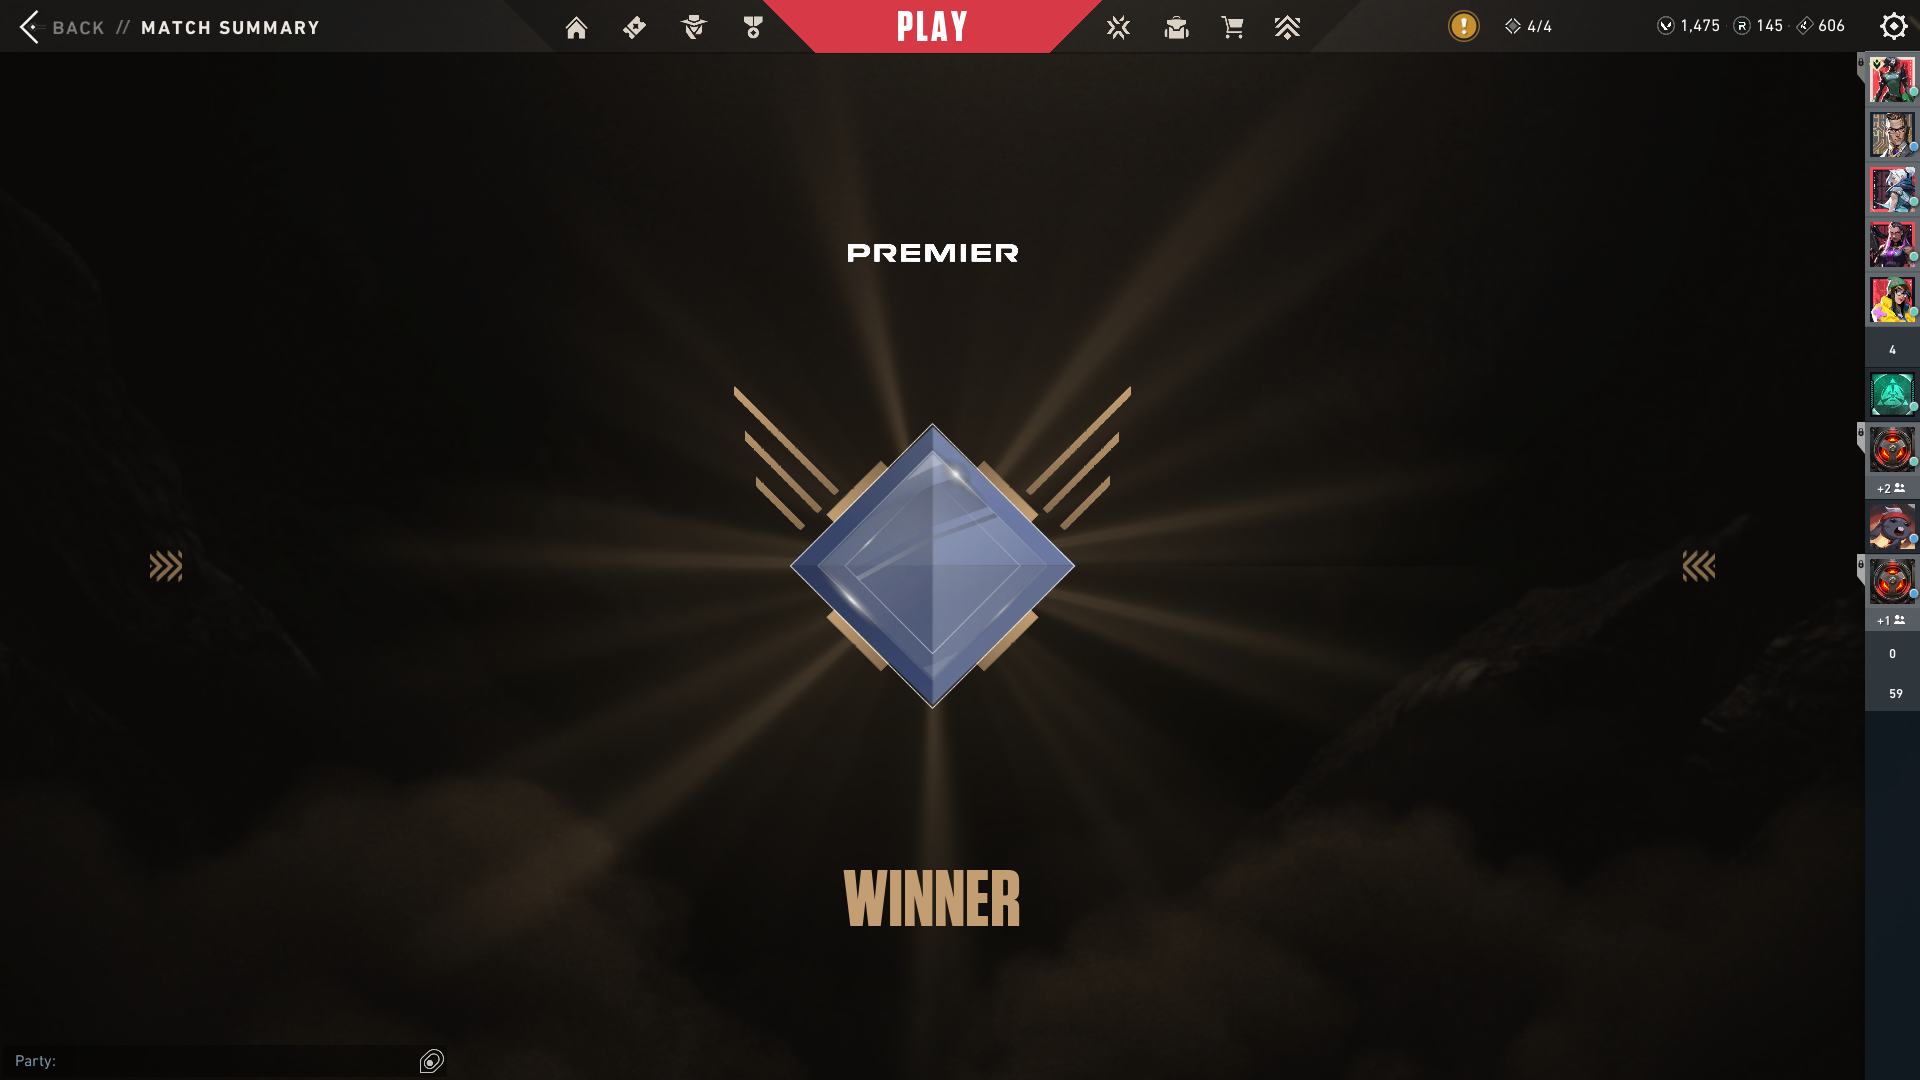 BACK // MATCH SUMMARY
PLAY
4/4
1,475
145
606
PREMIER
4
+2
+1
0
59
WINNER
Party: